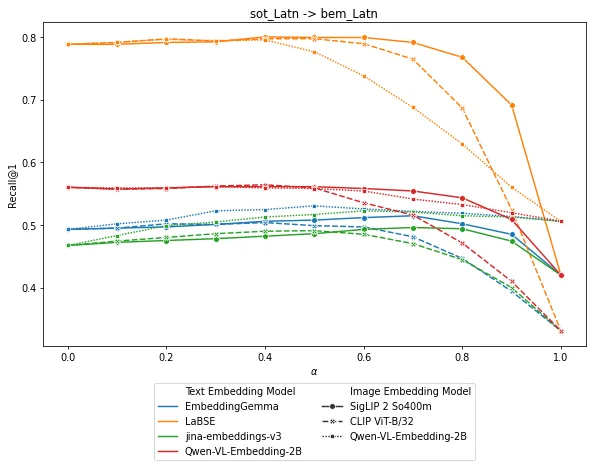 sot_Latn -> bem_Latn
Recall@1
0.8
0.7
0.6
0.5
0.4
0.0
0.2
0.4
0.6
0.8
1.0
α
Text Embedding Model
EmbeddingGemma
LaBSE
jina-embeddings-v3
Qwen-VL-Embedding-2B
Image Embedding Model
SigLIP 2 So400m
CLIP ViT-B/32
Qwen-VL-Embedding-2B